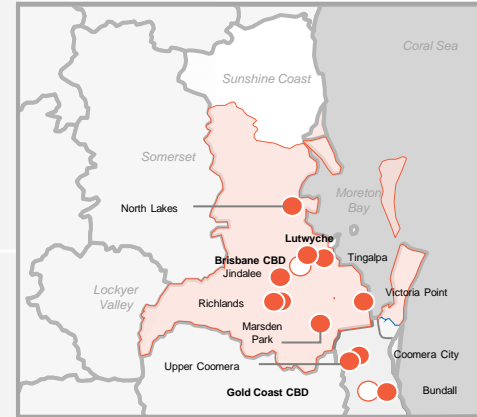 Coral Sea
Sunshine Coast
Somerset
Moreton
Bay
North Lakes
Lutwyche
Brisbane CBD
Tingalpa
Jindalee
Lockyer
Valley
Richlands
Victoria Point
Marsden
Park
Coomera City
Upper Coomera
Gold Coast CBD
Bundall